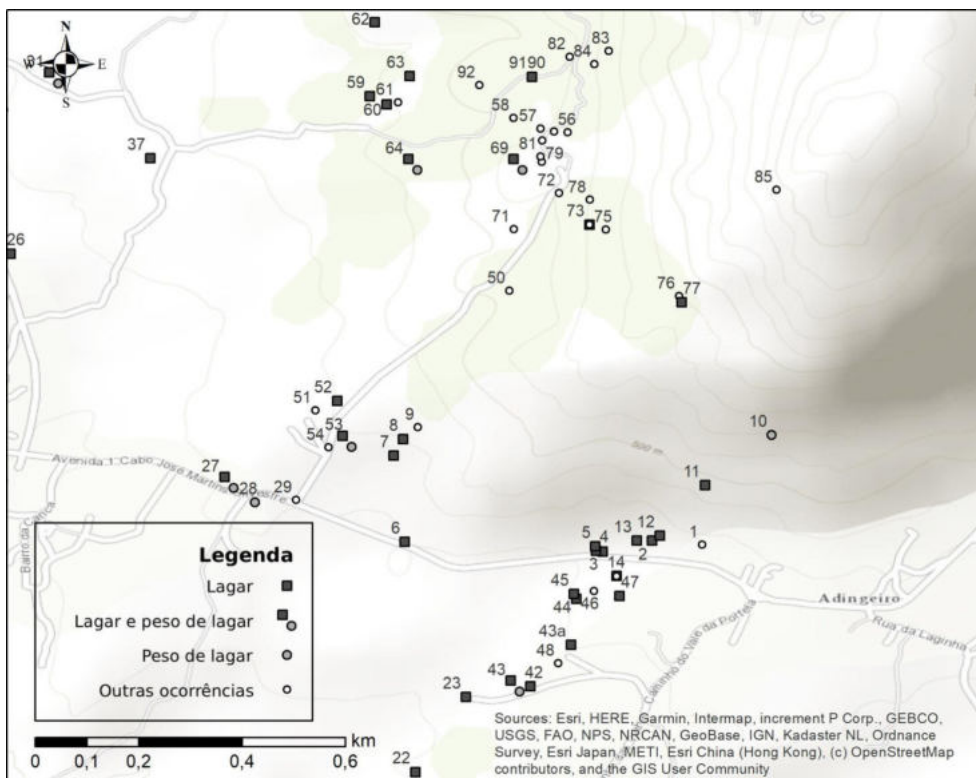 62
N
W E
S
31
63
59
61
60
92
9190
82
84
83
58
57
56
37
64
69
81
79
72
78
85
26
71
73
75
50
76
77
52
51
53
54
8
9
7
10
27
28
29
11
Avenida 1 Cabo José Martins
500 m
6
5
4
13
12
2
1
3
14
45
44
46
47
43a
48
43
42
23
22
Adingeiro
Rua da Laginha
Caminho do Vale da Portela
Bairro da
Legenda
Lagar
Lagar e peso de lagar
Peso de lagar
Outras ocorrências
km
0 0,1 0,2 0,4 0,6
Sources: Esri, HERE, Garmin, Intermap, increment P Corp., GEBCO,
USGS, FAO, NPS, NRCAN, GeoBase, IGN, Kadaster NL, Ordnance
Survey, Esri Japan, METI, Esri China (Hong Kong), (c) OpenStreetMap
contributors, and the GIS User Community